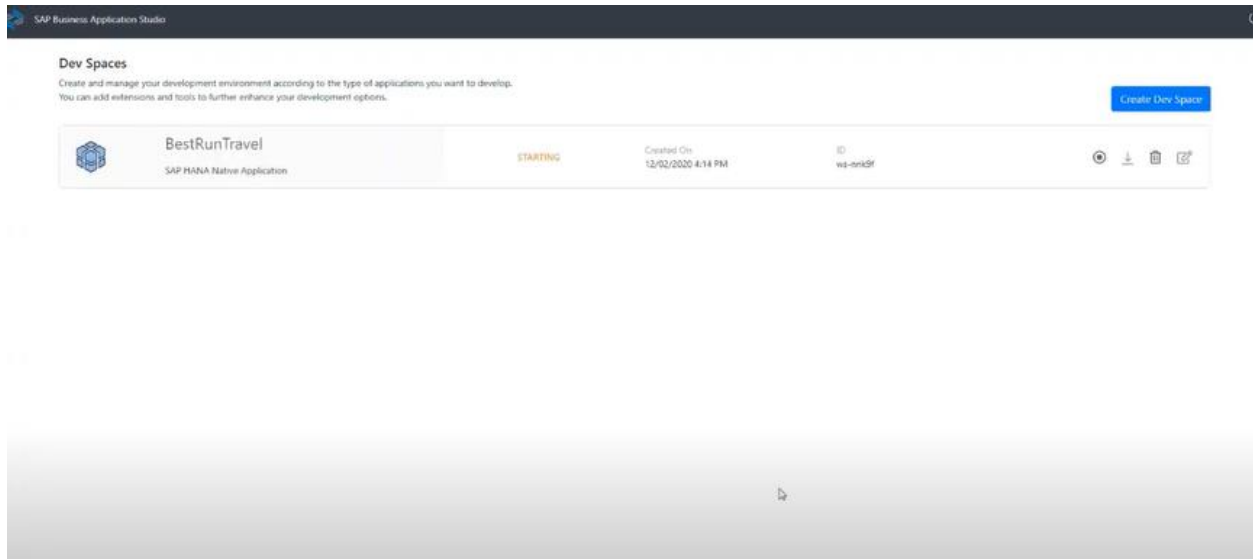 SAP Business Application Studio
Dev Spaces
Create and manage your development environment according to the type of applications you want to develop.
You can add extensions and tools to further enhance your development options.
Create Dev Space
BestRunTravel
SAP HANA Native Application
STARTING
Created On
12/02/2020 4:14 PM
ID